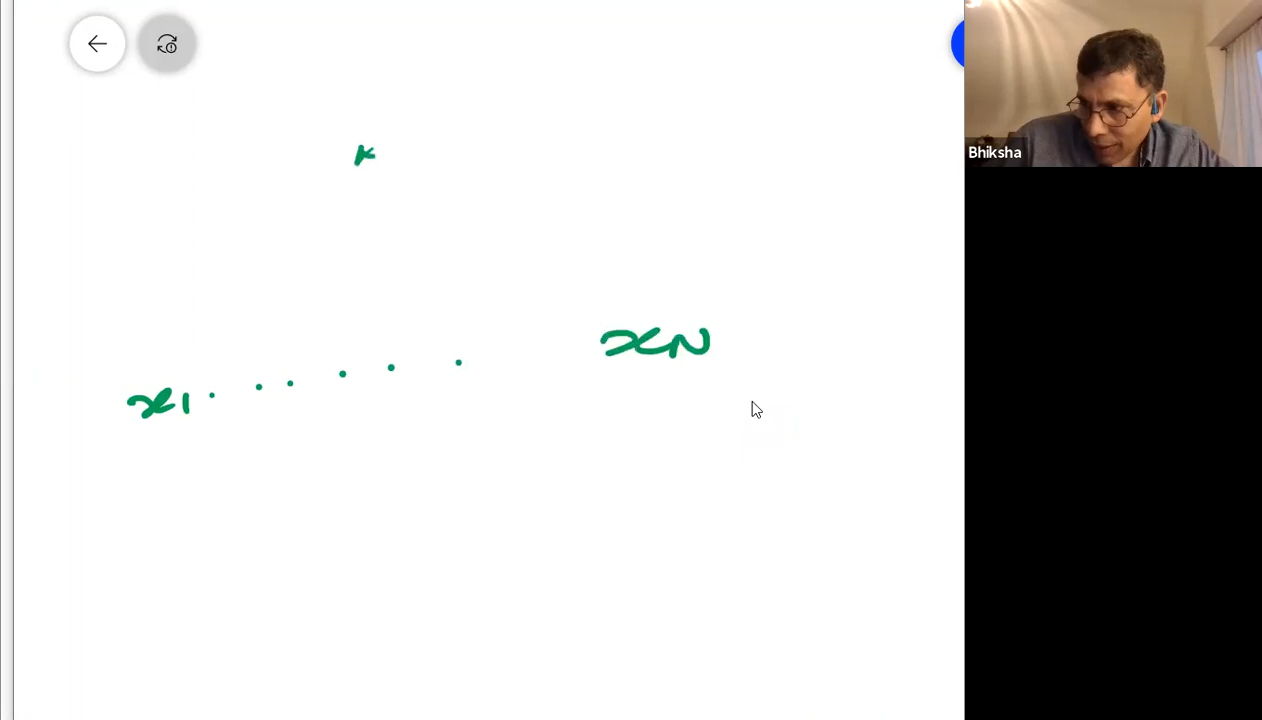 Bhiksha
x1 . . . . . . xN